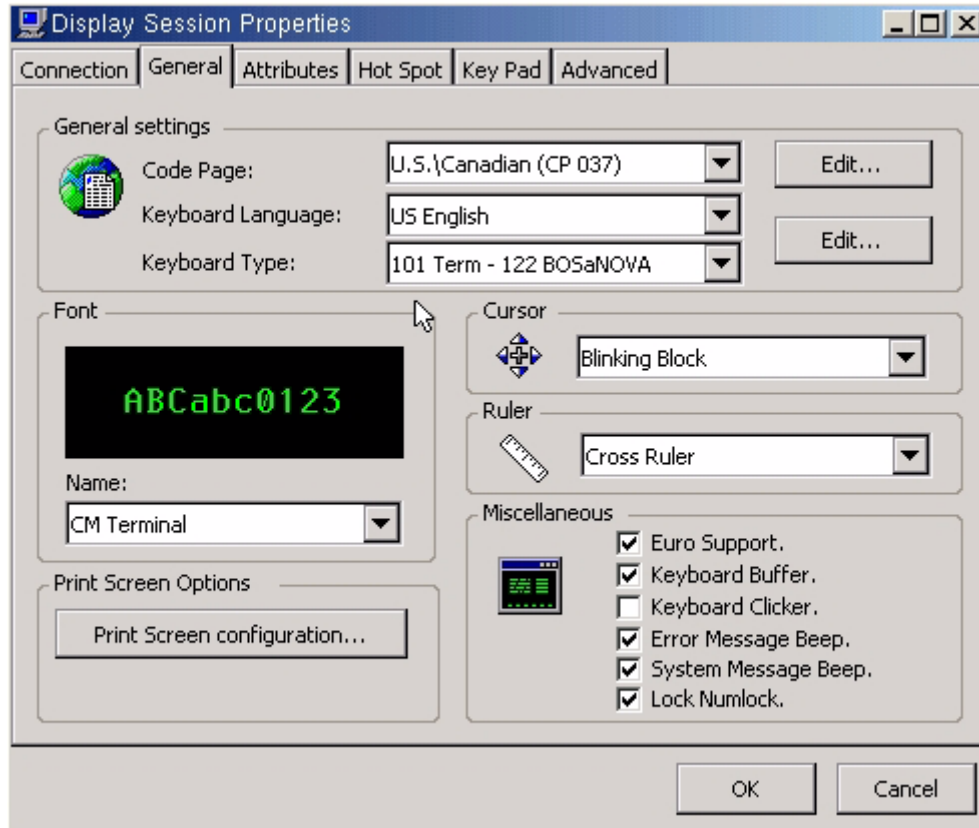 Display Session Properties
Connection General Attributes Hot Spot Key Pad Advanced
General settings
Code Page: U.S.\Canadian (CP 037) Edit...
Keyboard Language: US English
Edit...
Keyboard Type: 101 Term - 122 BOSaNOVA
Font
ABCabc0123
Name:
CM Terminal
Print Screen Options
Print Screen configuration...
Cursor
Blinking Block
Ruler
Cross Ruler
Miscellaneous
Euro Support.
Keyboard Buffer.
Keyboard Clicker.
Error Message Beep.
System Message Beep.
Lock Numlock.
OK Cancel